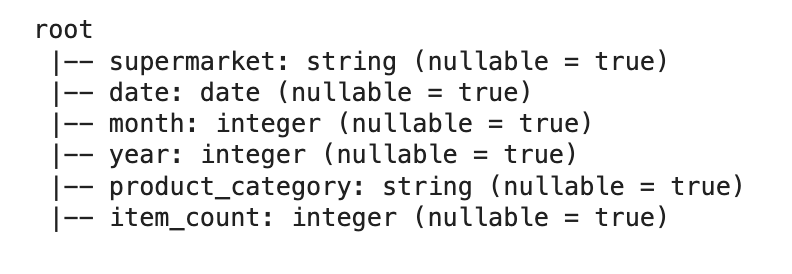 root
 |-- supermarket: string (nullable = true)
 |-- date: date (nullable = true)
 |-- month: integer (nullable = true)
 |-- year: integer (nullable = true)
 |-- product_category: string (nullable = true)
 |-- item_count: integer (nullable = true)